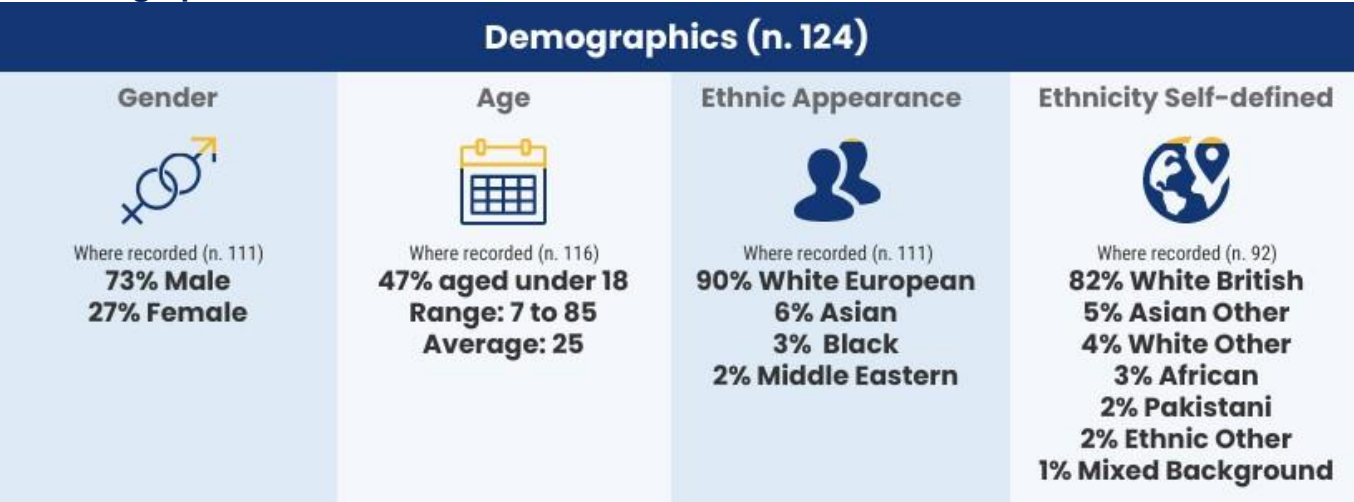 Demographics (n. 124)
Gender
Where recorded (n. 111)
73% Male
27% Female
Age
Where recorded (n. 116)
47% aged under 18
Range: 7 to 85
Average: 25
Ethnic Appearance
Where recorded (n. 111)
90% White European
6% Asian
3% Black
2% Middle Eastern
Ethnicity Self-defined
Where recorded (n. 92)
82% White British
5% Asian Other
4% White Other
3% African
2% Pakistani
2% Ethnic Other
1% Mixed Background